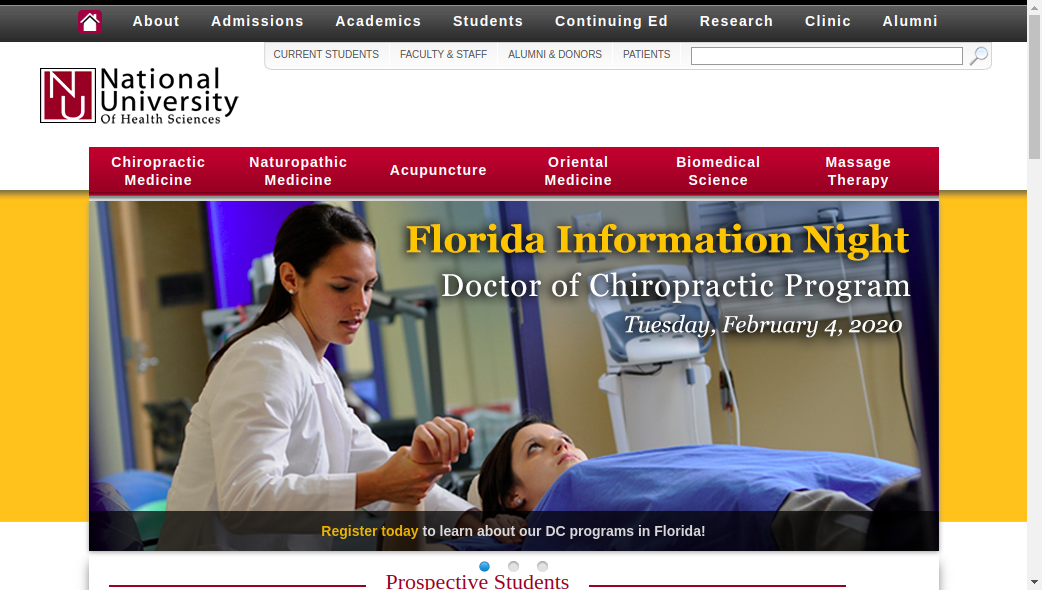 About Admissions Academics Students Continuing Ed Research Clinic Alumni
CURRENT STUDENTS FACULTY & STAFF ALUMNI & DONORS PATIENTS
NU
National
University
Of Health Sciences
Chiropractic
Medicine
Naturopathic
Medicine
Acupuncture
Oriental
Medicine
Biomedical
Science
Massage
Therapy
Florida Information Night
Doctor of Chiropractic Program
Tuesday, February 4, 2020
Register today to learn about our DC programs in Florida!
Prospective Students